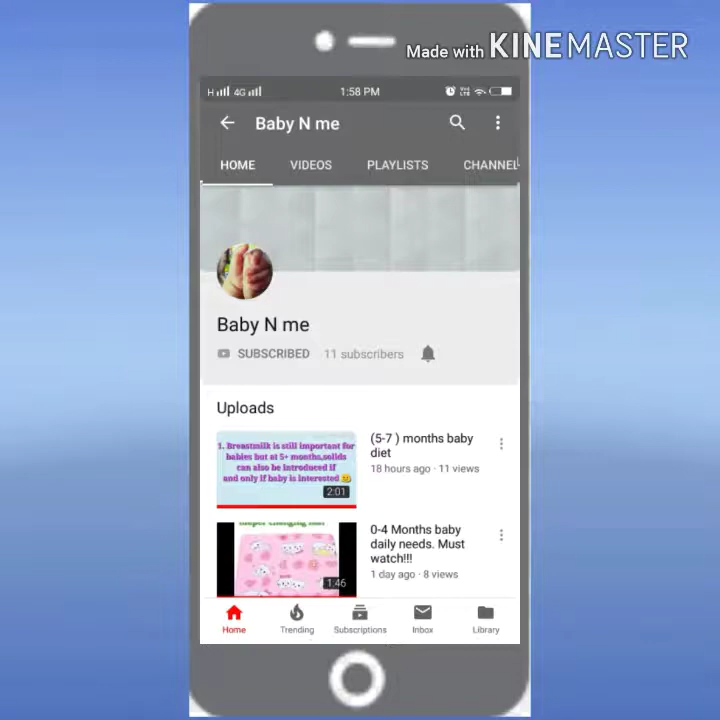 Made with KINEMASTER
H 4G 1:58 PM
Baby N me
HOME VIDEOS PLAYLISTS CHANNEL
Baby N me
SUBSCRIBED 11 subscribers
Uploads
1. Breastmilk is still important for
babies but at 5+ months,solids
can also be introduced if
and only if baby is interested 🙂
2:01
(5-7 ) months baby
diet
18 hours ago · 11 views
1:46
0-4 Months baby
daily needs. Must
watch!!!
1 day ago · 8 views
Home Trending Subscriptions Inbox Library